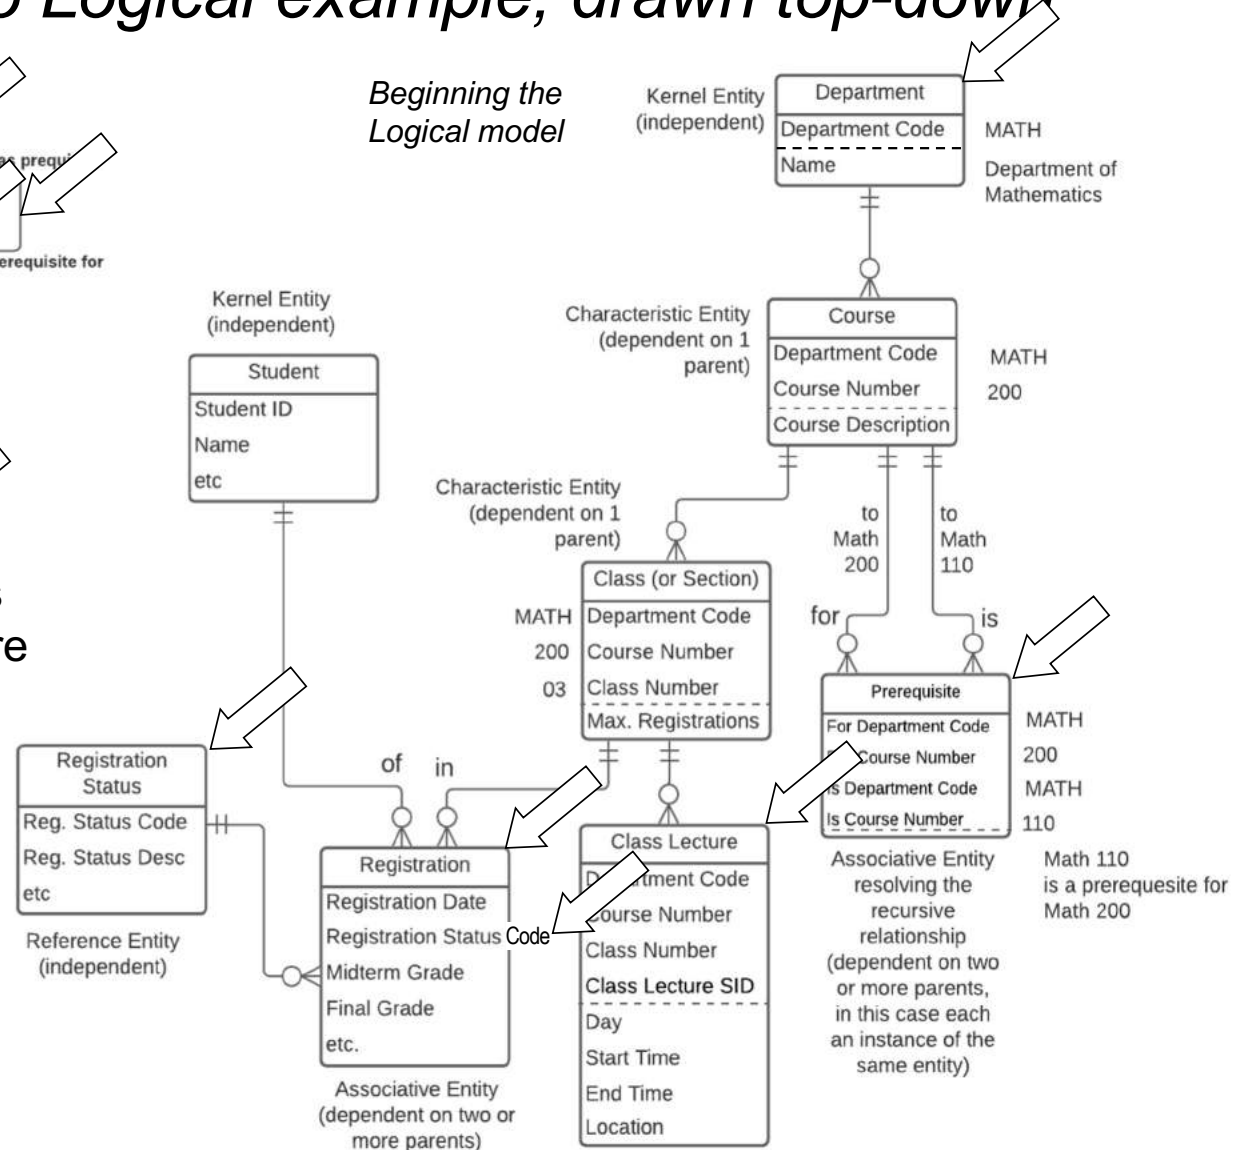 Logical example, drawn top-down
Beginning the
Logical model
Kernel Entity
(independent)
Department
Department Code
Name
MATH
Department of
Mathematics
erequisite for
Kernel Entity
(independent)
Student
Student ID
Name
etc
Characteristic Entity
(dependent on 1
parent)
Course
Department Code
Course Number
Course Description
MATH
200
Characteristic Entity
(dependent on 1
parent)
to
Math
200
to
Math
110
for
is
Class (or Section)
MATH Department Code
200 Course Number
03 Class Number
Max. Registrations
Prerequisite
For Department Code
Course Number
Is Department Code
Is Course Number
MATH
200
MATH
110
Associative Entity
resolving the
recursive
relationship
(dependent on two
or more parents,
in this case each
an instance of the
same entity)
Math 110
is a prerequesite for
Math 200
re
Registration
Status
Reg. Status Code
Reg. Status Desc
etc
Reference Entity
(independent)
of in
Registration
Registration Date
Registration Status Code
Midterm Grade
Final Grade
etc.
Associative Entity
(dependent on two or
more parents)
Class Lecture
Department Code
Course Number
Class Number
Class Lecture SID
Day
Start Time
End Time
Location